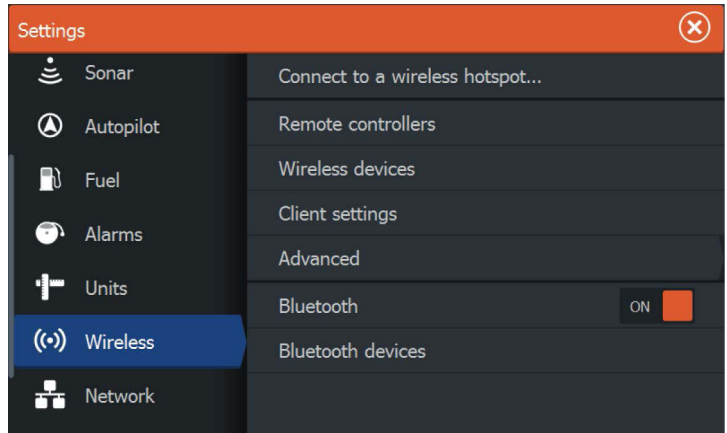 Settings
Sonar
Autopilot
Fuel
Alarms
Units
Wireless
Network
Connect to a wireless hotspot...
Remote controllers
Wireless devices
Client settings
Advanced
Bluetooth ON
Bluetooth devices